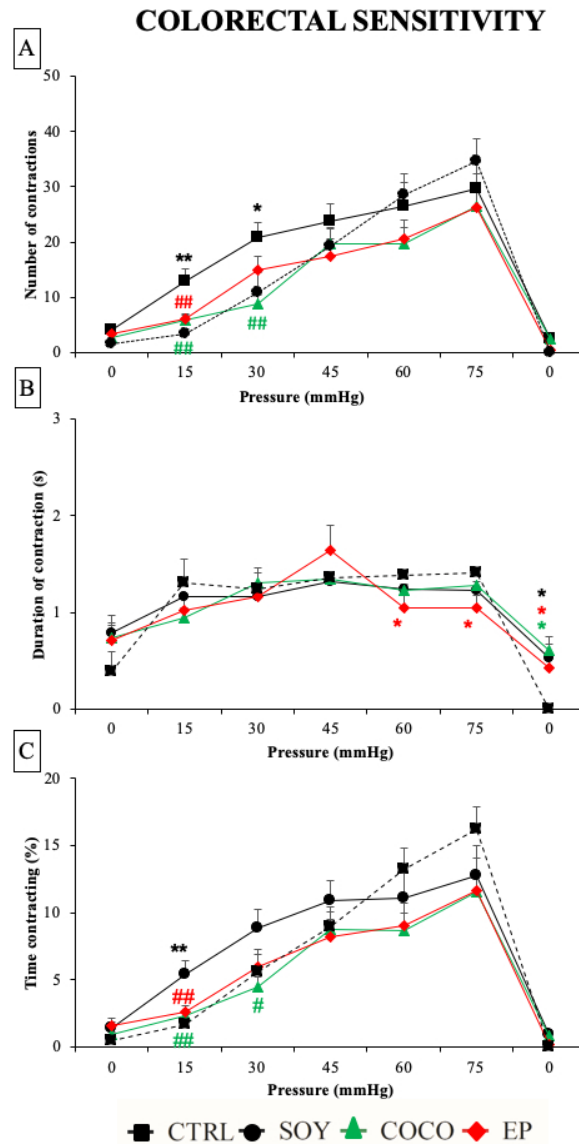 COLORECTAL SENSITIVITY
A
Number of contractions
50
40
30
20
10
0
*
**
##
##
##
0 15 30 45 60 75 0
Pressure (mmHg)
B
Duration of contraction (s)
3
2
1
0
*
*
*
* *
0 15 30 45 60 75 0
Pressure (mmHg)
C
Time contracting (%)
20
15
10
5
0
**
##
##
#
0 15 30 45 60 75 0
Pressure (mmHg)
CTRL SOY COCO EP